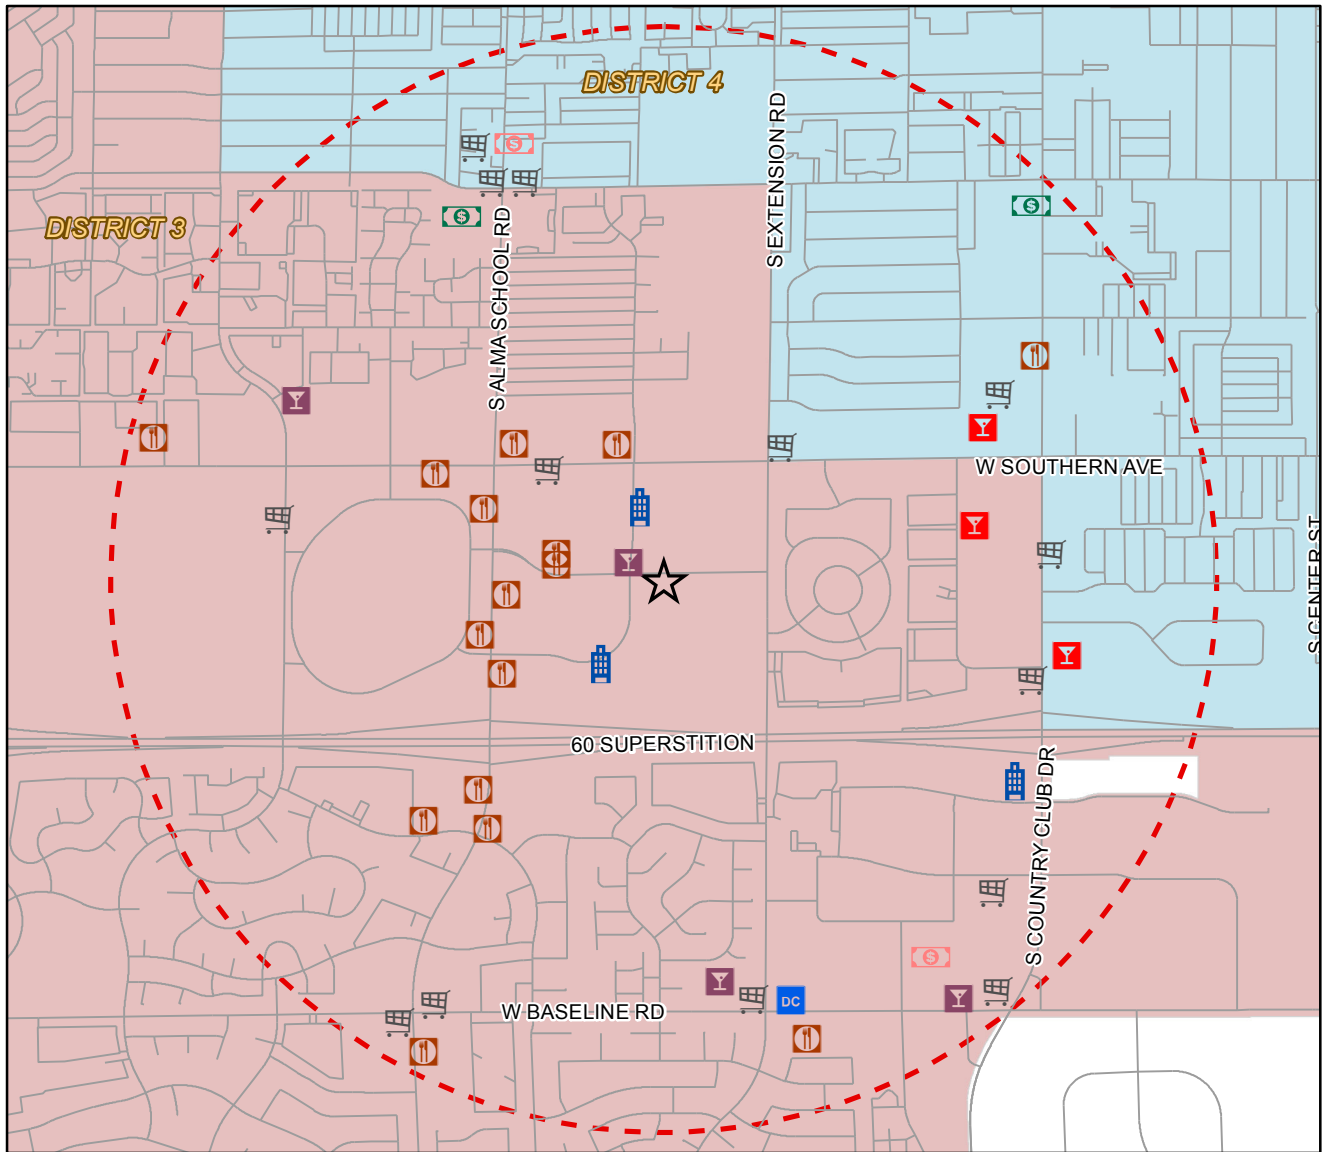 DISTRICT 4
S EXTENSION RD
$
DISTRICT 3
$
$
S ALMA SCHOOL RD
W SOUTHERN AVE
S CENTER ST
60 SUPERSTITION
S COUNTRY CLUB DR
$
DC
W BASELINE RD